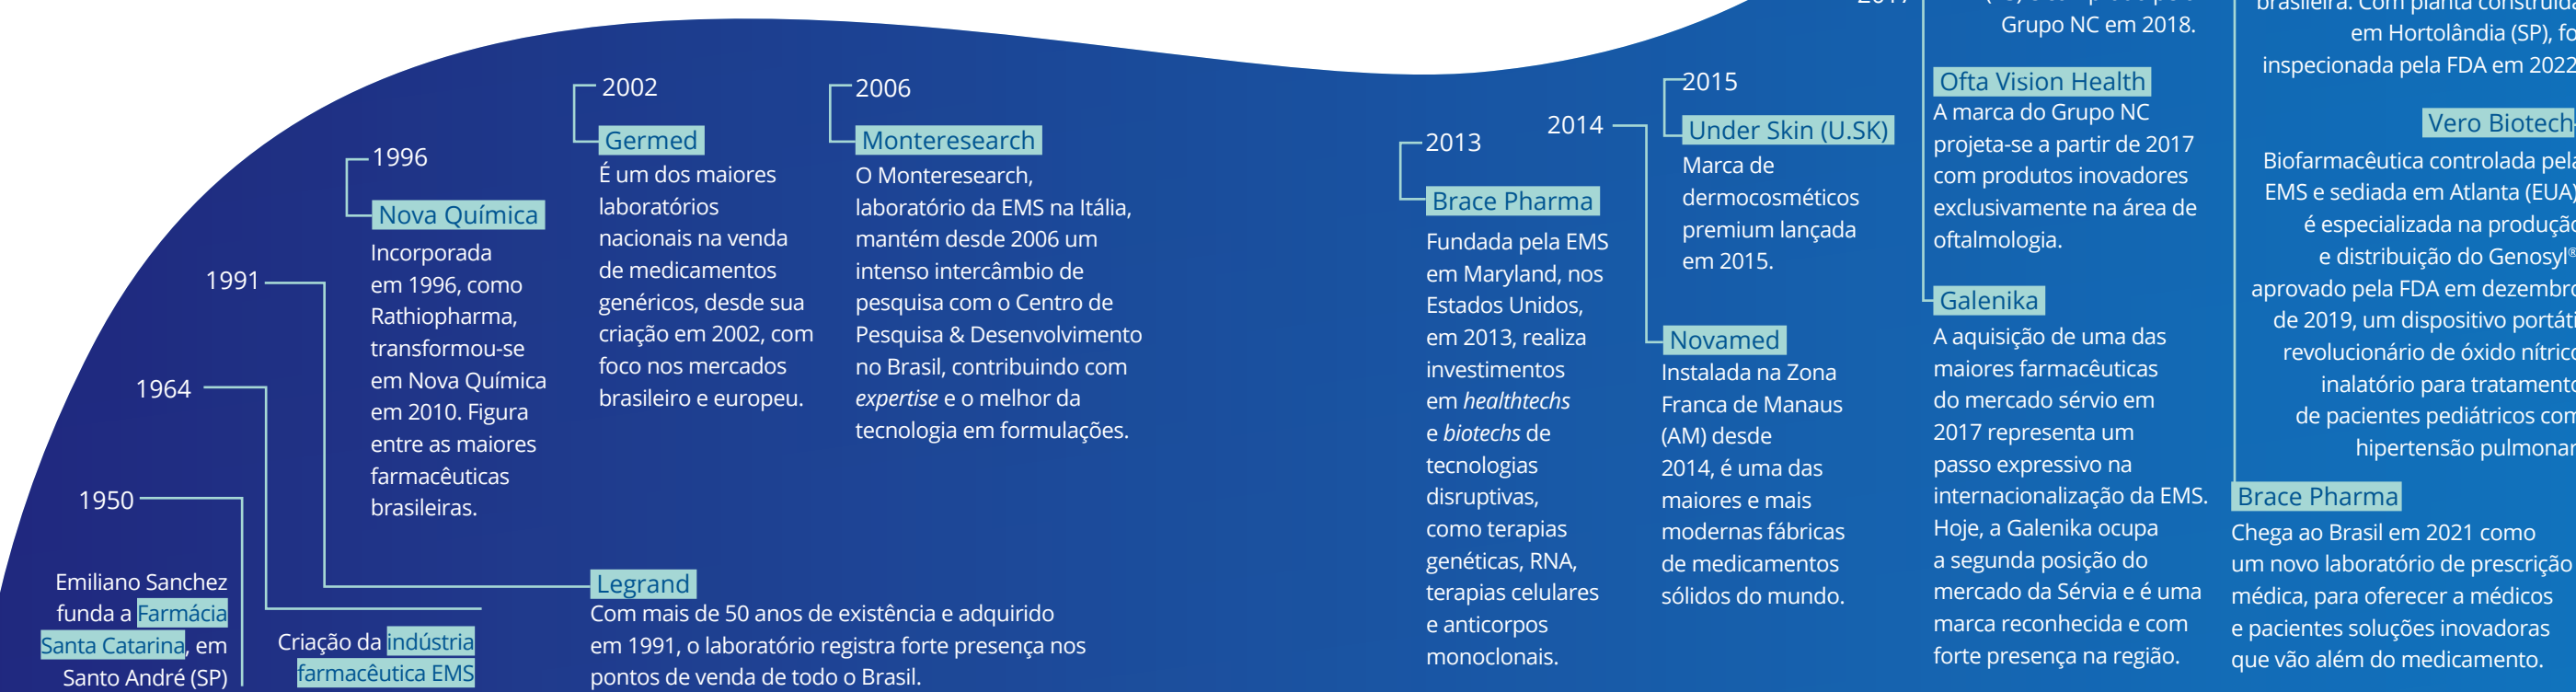 1950
Emiliano Sanchez
funda a Farmácia
Santa Catarina, em
Santo André (SP)
1964
Criação da indústria
farmacêutica EMS
1991
Legrand
Com mais de 50 anos de existência e adquirido
em 1991, o laboratório registra forte presença nos
pontos de venda de todo o Brasil.
1996
Nova Química
Incorporada
em 1996, como
Rathiopharma,
transformou-se
em Nova Química
em 2010. Figura
entre as maiores
farmacêuticas
brasileiras.
2002
Germed
É um dos maiores
laboratórios
nacionais na venda
de medicamentos
genéricos, desde sua
criação em 2002, com
foco nos mercados
brasileiro e europeu.
2006
Monteresearch
O Monteresearch,
laboratório da EMS na Itália,
mantém desde 2006 um
intenso intercâmbio de
pesquisa com o Centro de
Pesquisa & Desenvolvimento
no Brasil, contribuindo com
expertise e o melhor da
tecnologia em formulações.
2013
Brace Pharma
Fundada pela EMS
em Maryland, nos
Estados Unidos,
em 2013, realiza
investimentos
em healthtechs
e biotechs de
tecnologias
disruptivas,
como terapias
genéticas, RNA,
terapias celulares
e anticorpos
monoclonais.
2014
Novamed
Instalada na Zona
Franca de Manaus
(AM) desde
2014, é uma das
maiores e mais
modernas fábricas
de medicamentos
sólidos do mundo.
2015
Under Skin (U.SK)
Marca de
dermocosméticos
premium lançada
em 2015.
Grupo NC em 2018.
Ofta Vision Health
A marca do Grupo NC
projeta-se a partir de 2017
com produtos inovadores
exclusivamente na área de
oftalmologia.
Galenika
A aquisição de uma das
maiores farmacêuticas
do mercado sérvio em
2017 representa um
passo expressivo na
internacionalização da EMS.
Hoje, a Galenika ocupa
a segunda posição do
mercado da Sérvia e é uma
marca reconhecida e com
forte presença na região.
brasileira. Com planta construída
em Hortolândia (SP), fo
inspecionada pela FDA em 2022
Vero Biotech
Biofarmacêutica controlada pela
EMS e sediada em Atlanta (EUA)
é especializada na produção
e distribuição do Genosyl®
aprovado pela FDA em dezembro
de 2019, um dispositivo portáti
revolucionário de óxido nítrico
inalatório para tratamento
de pacientes pediátricos com
hipertensão pulmonar
Brace Pharma
Chega ao Brasil em 2021 como
um novo laboratório de prescrição
médica, para oferecer a médicos
e pacientes soluções inovadoras
que vão além do medicamento.